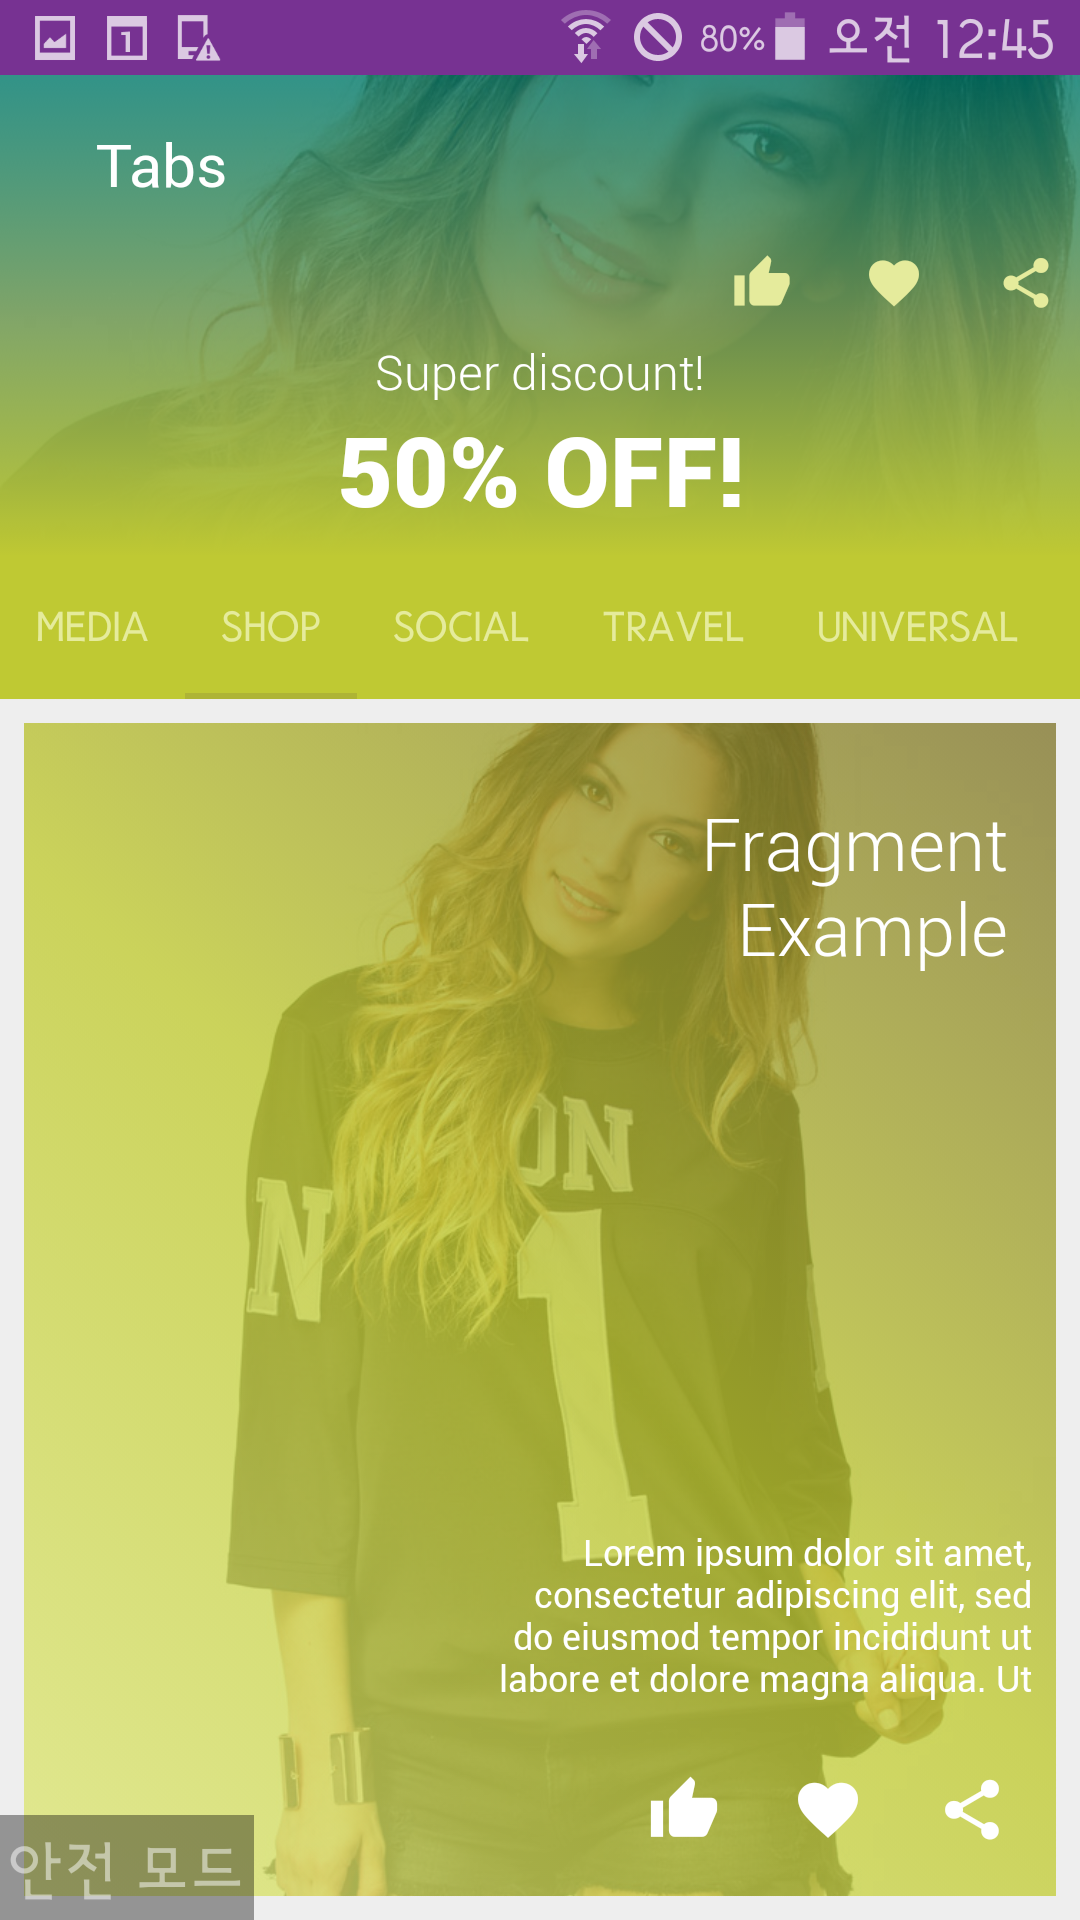 1 80% 오전 12:45
Tabs
Super discount!
50% OFF!
MEDIA SHOP SOCIAL TRAVEL UNIVERSAL
Fragment
Example
ON
N 1
Lorem ipsum dolor sit amet,
consectetur adipiscing elit, sed
do eiusmod tempor incididunt ut
labore et dolore magna aliqua. Ut
안전 모드